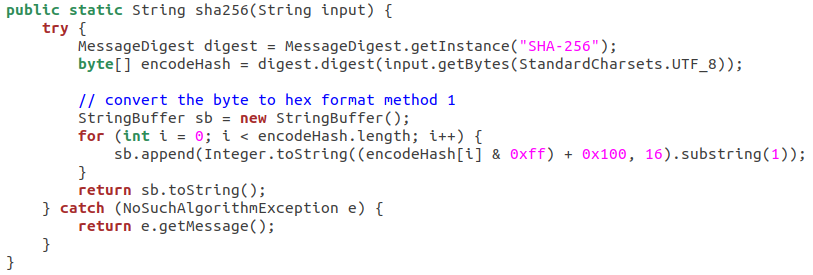 public static String sha256(String input) {
    try {
        MessageDigest digest = MessageDigest.getInstance("SHA-256");
        byte[] encodeHash = digest.digest(input.getBytes(StandardCharsets.UTF_8));

        // convert the byte to hex format method 1
        StringBuffer sb = new StringBuffer();
        for (int i = 0; i < encodeHash.length; i++) {
            sb.append(Integer.toString((encodeHash[i] & 0xff) + 0x100, 16).substring(1));
        }
        return sb.toString();
    } catch (NoSuchAlgorithmException e) {
        return e.getMessage();
    }
}